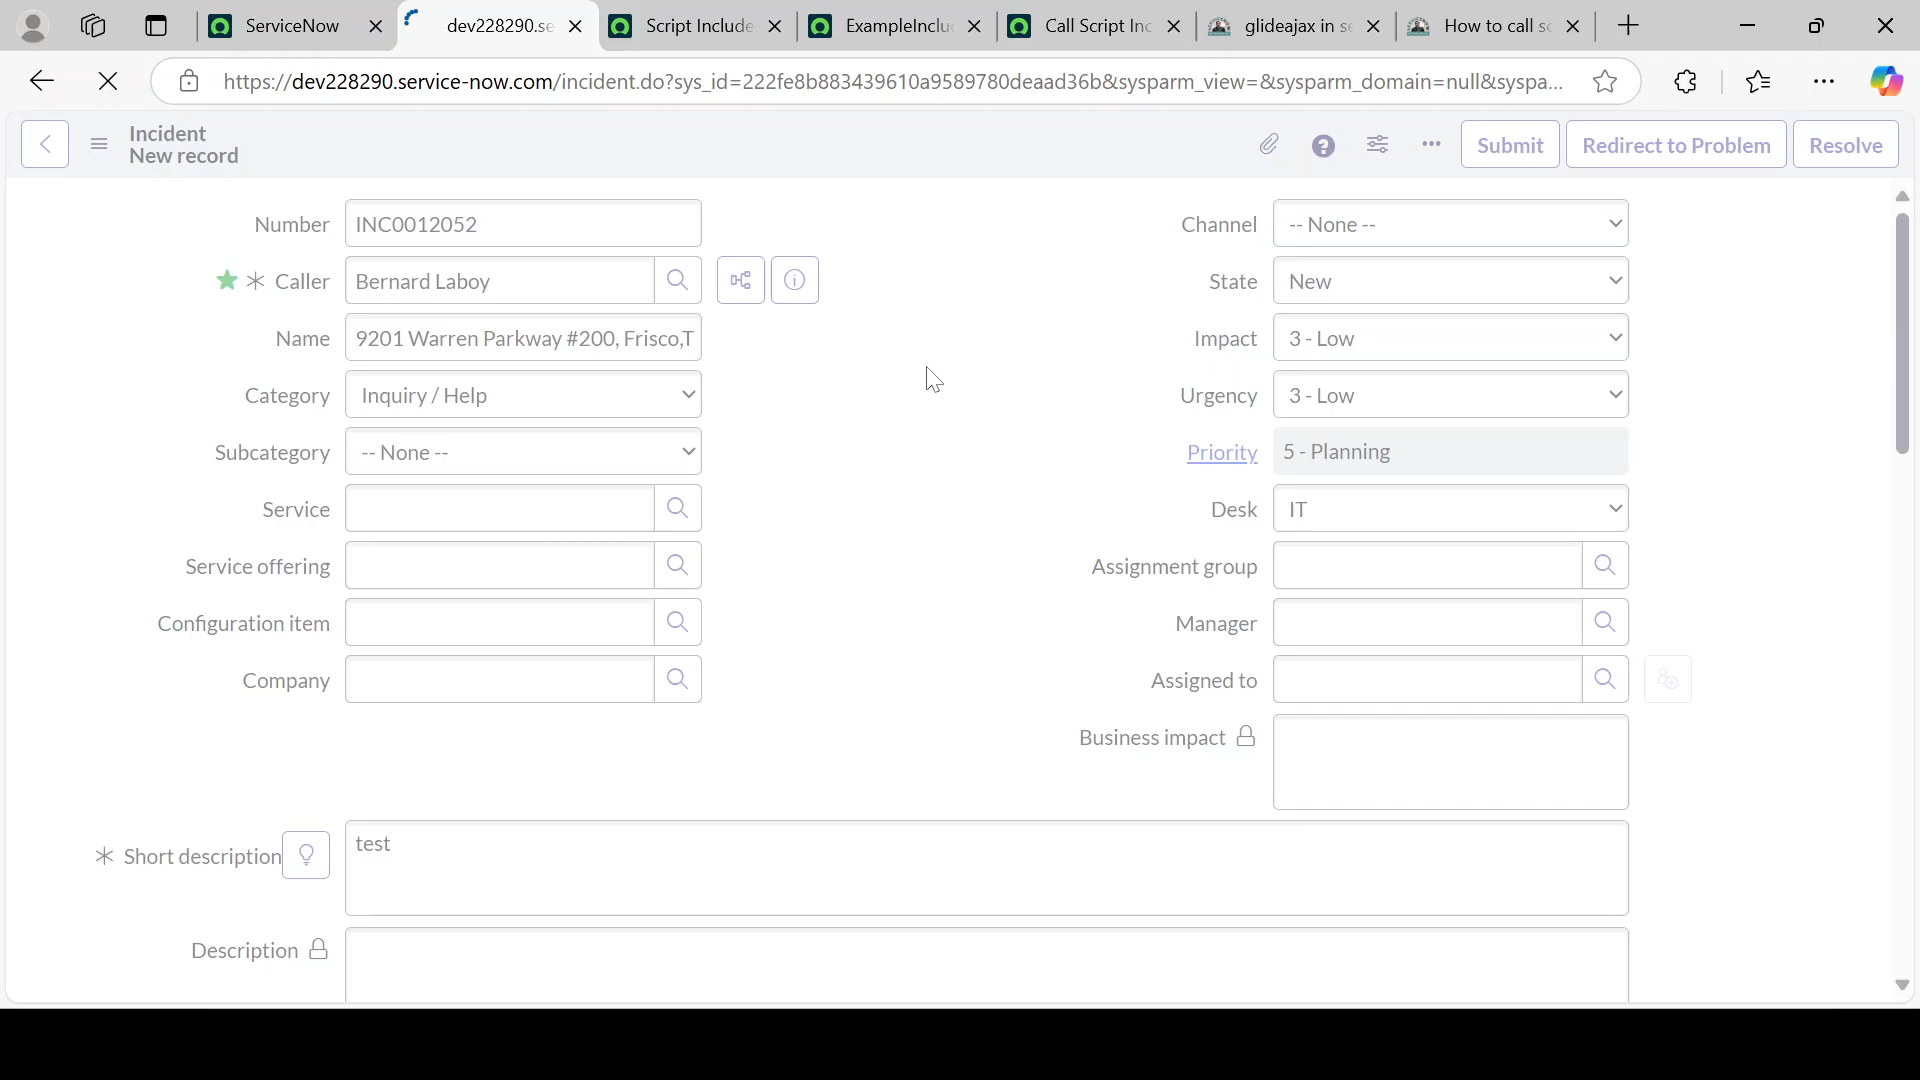 ServiceNow
dev228290.se
Script Include
ExampleInclu
Call Script Inc
glideajax in se
How to call se
https://dev228290.service-now.com/incident.do?sys_id=222fe8b883439610a9589780deaad36b&sysparm_view=&sysparm_domain=null&syspa...
Incident
New record
Submit
Redirect to Problem
Resolve
Number INC0012052
Channel -- None --
Caller Bernard Laboy
State New
Name 9201 Warren Parkway #200, Frisco,T
Impact 3 - Low
Category Inquiry / Help
Urgency 3 - Low
Subcategory -- None --
Priority 5 - Planning
Service
Desk IT
Service offering
Assignment group
Configuration item
Manager
Company
Assigned to
Business impact
Short description test
Description